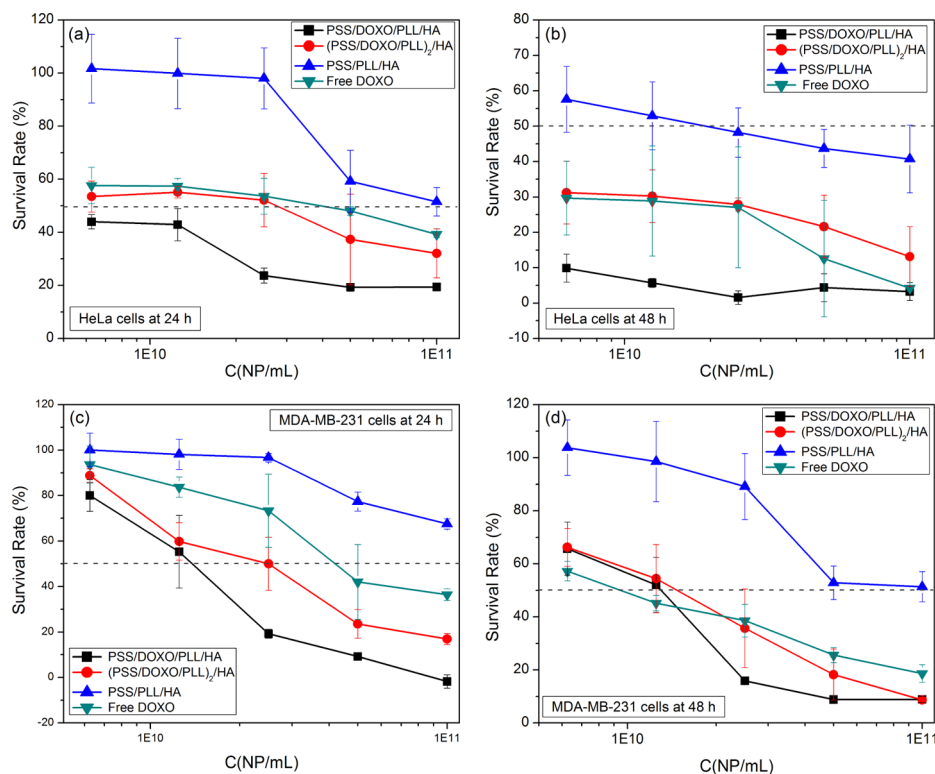 (a)
PSS/DOXO/PLL/HA
(PSS/DOXO/PLL)₂/HA
PSS/PLL/HA
Free DOXO
120
100
80
60
40
20
0
Survival Rate (%)
HeLa cells at 24 h
1E10
1E11
C(NP/mL)
(b)
PSS/DOXO/PLL/HA
(PSS/DOXO/PLL)₂/HA
PSS/PLL/HA
Free DOXO
80
70
60
50
40
30
20
10
0
-10
Survival Rate (%)
HeLa cells at 48 h
1E10
1E11
C(NP/mL)
(c)
MDA-MB-231 cells at 24 h
120
100
80
60
40
20
0
-20
Survival Rate (%)
PSS/DOXO/PLL/HA
(PSS/DOXO/PLL)₂/HA
PSS/PLL/HA
Free DOXO
1E10
1E11
C(NP/mL)
(d)
PSS/DOXO/PLL/HA
(PSS/DOXO/PLL)₂/HA
PSS/PLL/HA
Free DOXO
120
100
80
60
40
20
0
Survival Rate (%)
MDA-MB-231 cells at 48 h
1E10
1E11
C(NP/mL)